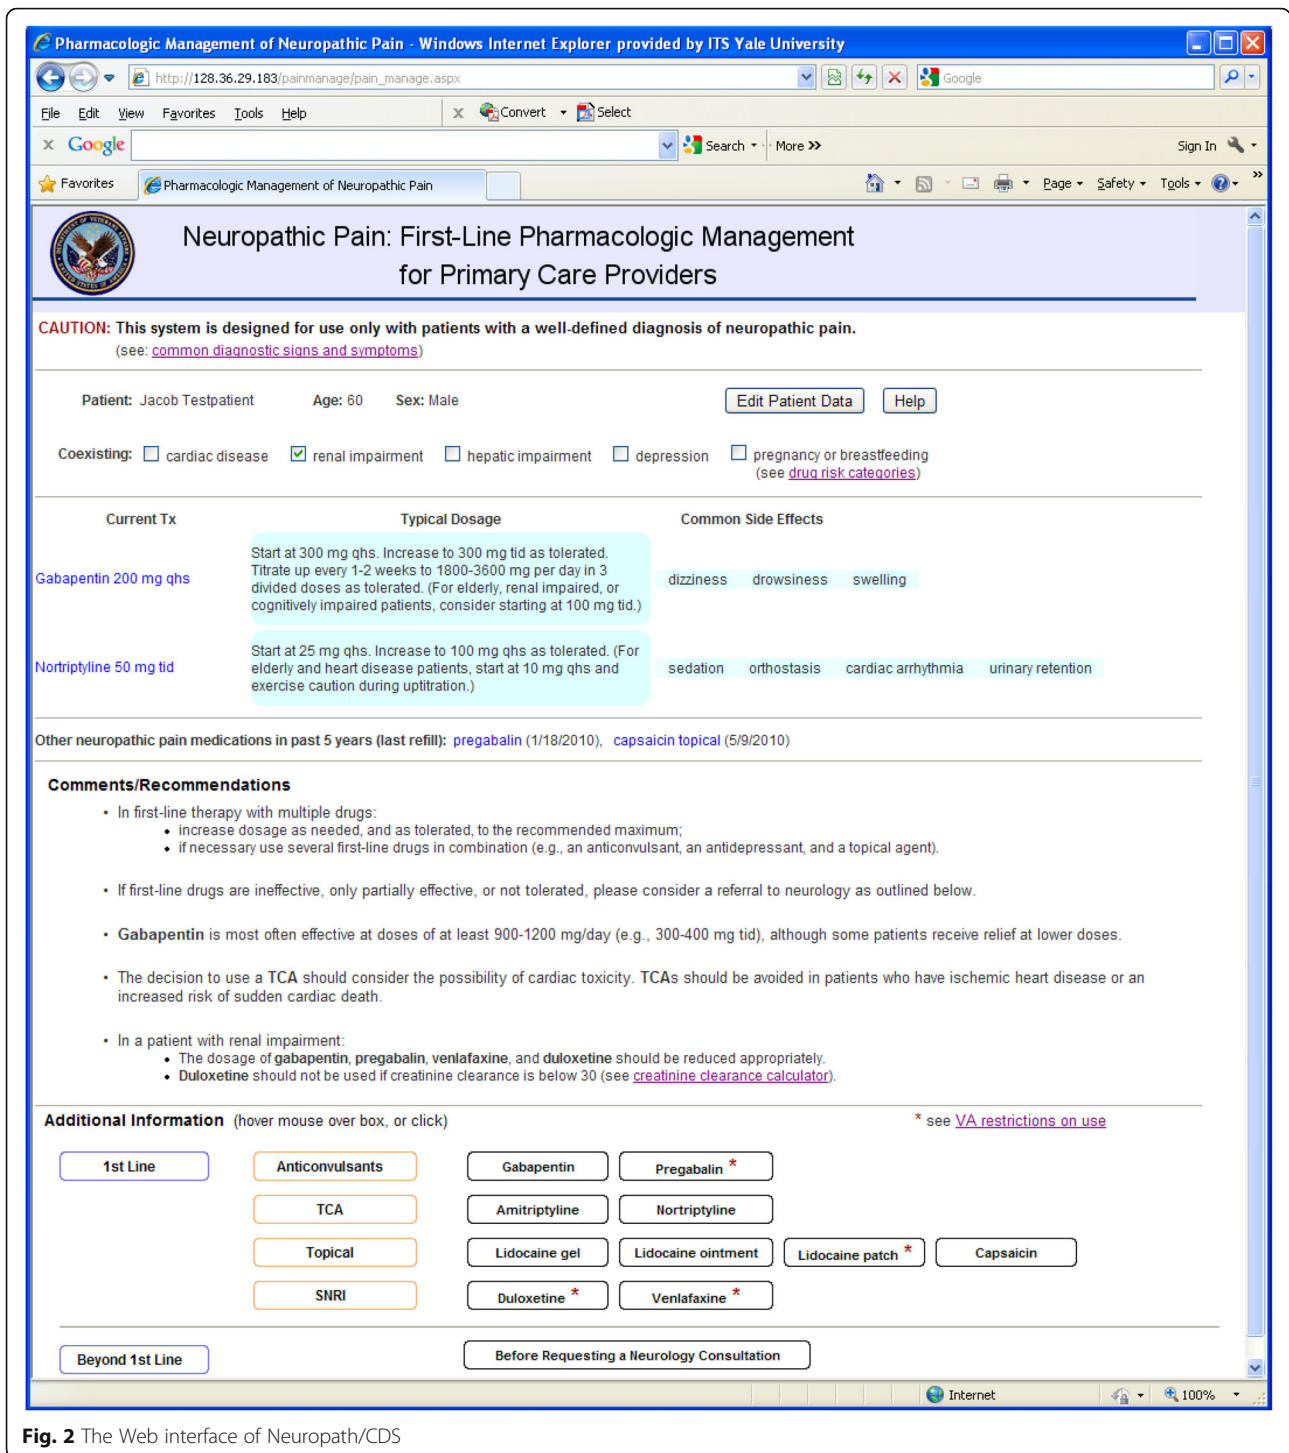 Pharmacologic Management of Neuropathic Pain - Windows Internet Explorer provided by ITS Yale University
http://128.36.29.183/painmanage/pain_manage.aspx
Google
File Edit View Favorites Tools Help
x Convert Select
x Google
Search More >>
Sign In
Favorites
Pharmacologic Management of Neuropathic Pain
Page Safety Tools
Neuropathic Pain: First-Line Pharmacologic Management
for Primary Care Providers
CAUTION: This system is designed for use only with patients with a well-defined diagnosis of neuropathic pain.
(see: common diagnostic signs and symptoms)
Patient: Jacob Testpatient Age: 60 Sex: Male Edit Patient Data Help
Coexisting: cardiac disease renal impairment hepatic impairment depression pregnancy or breastfeeding
(see drug risk categories)
Current Tx Typical Dosage Common Side Effects
Start at 300 mg qhs. Increase to 300 mg tid as tolerated.
Titrate up every 1-2 weeks to 1800-3600 mg per day in 3
Gabapentin 200 mg qhs divided doses as tolerated. (For elderly, renal impaired, or dizziness drowsiness swelling
cognitively impaired patients, consider starting at 100 mg tid.)
Start at 25 mg qhs. Increase to 100 mg qhs as tolerated. (For
Nortriptyline 50 mg tid elderly and heart disease patients, start at 10 mg qhs and sedation orthostasis cardiac arrhythmia urinary retention
exercise caution during uptitration.)
Other neuropathic pain medications in past 5 years (last refill): pregabalin (1/18/2010), capsaicin topical (5/9/2010)
Comments/Recommendations
• In first-line therapy with multiple drugs:
• increase dosage as needed, and as tolerated, to the recommended maximum;
• if necessary use several first-line drugs in combination (e.g., an anticonvulsant, an antidepressant, and a topical agent).
• If first-line drugs are ineffective, only partially effective, or not tolerated, please consider a referral to neurology as outlined below.
• Gabapentin is most often effective at doses of at least 900-1200 mg/day (e.g., 300-400 mg tid), although some patients receive relief at lower doses.
• The decision to use a TCA should consider the possibility of cardiac toxicity. TCAs should be avoided in patients who have ischemic heart disease or an
increased risk of sudden cardiac death.
• In a patient with renal impairment:
• The dosage of gabapentin, pregabalin, venlafaxine, and duloxetine should be reduced appropriately.
• Duloxetine should not be used if creatinine clearance is below 30 (see creatinine clearance calculator).
Additional Information (hover mouse over box, or click) * see VA restrictions on use
1st Line Anticonvulsants Gabapentin Pregabalin *
TCA Amitriptyline Nortriptyline
Topical Lidocaine gel Lidocaine ointment Lidocaine patch * Capsaicin
SNRI Duloxetine * Venlafaxine *
Beyond 1st Line Before Requesting a Neurology Consultation
Internet 100%
Fig. 2 The Web interface of Neuropath/CDS